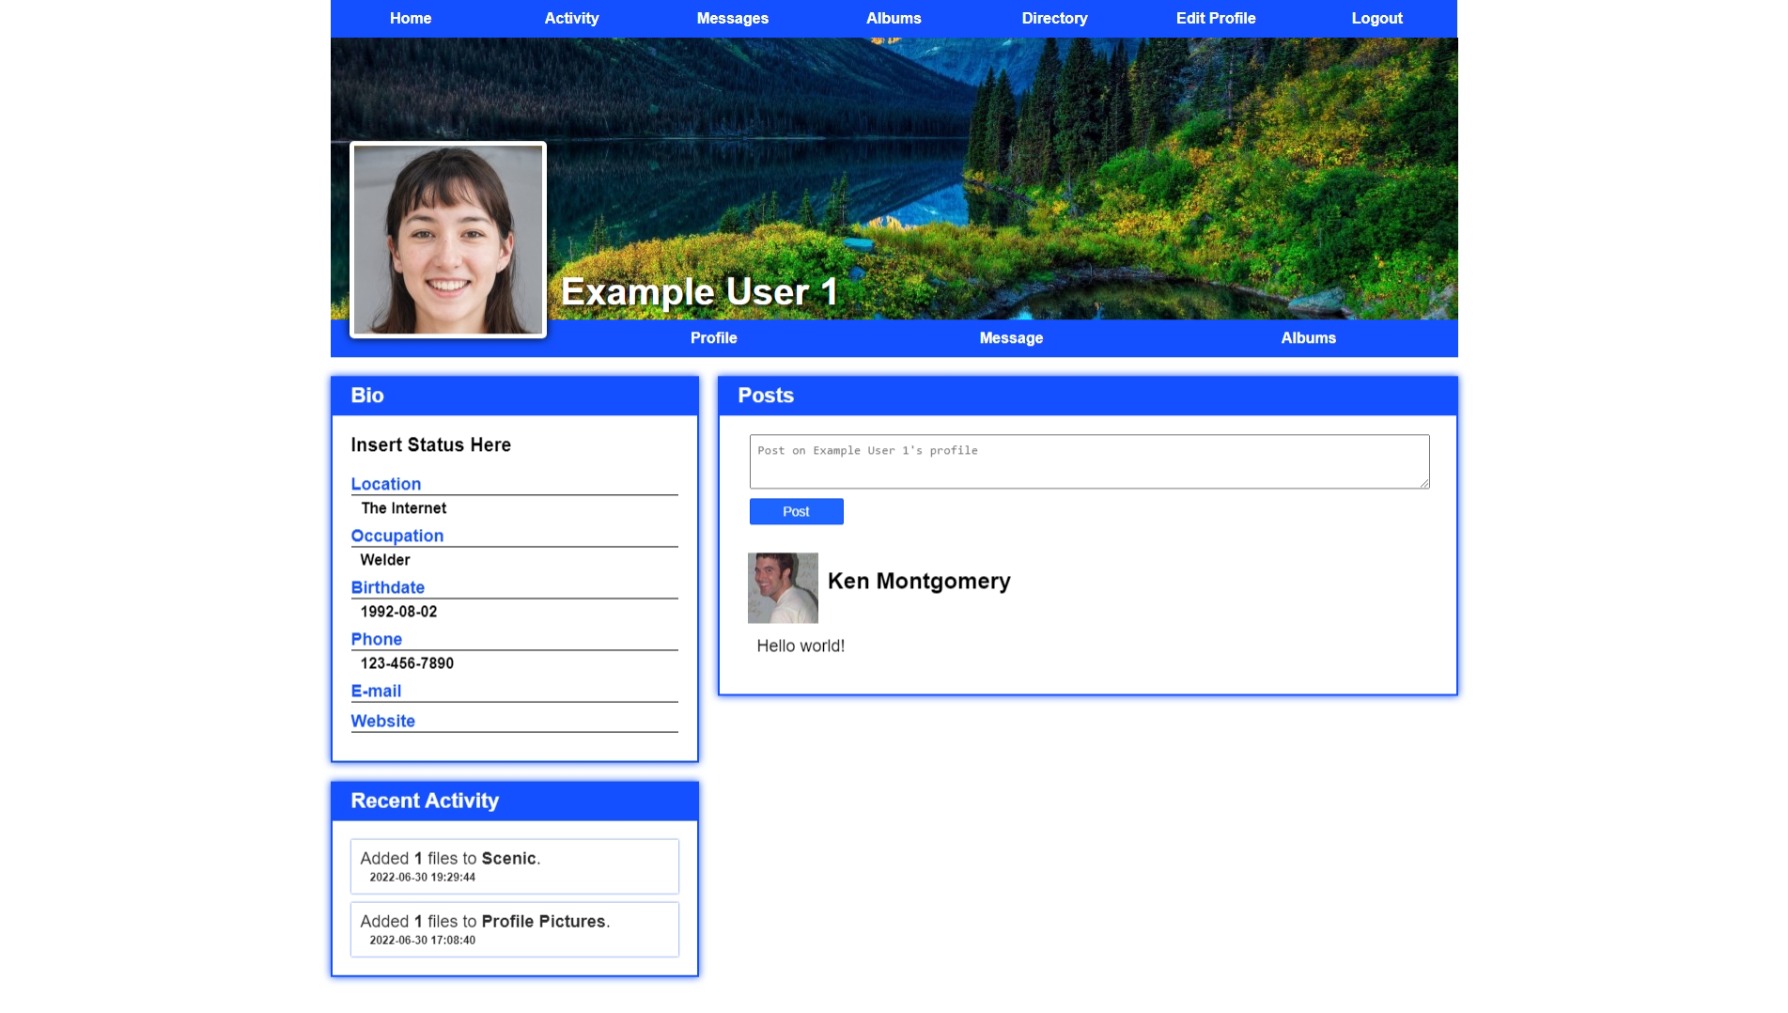 Home Activity Messages Albums Directory Edit Profile Logout
Example User 1
Profile Message Albums
Bio
Insert Status Here
Location
The Internet
Occupation
Welder
Birthdate
1992-08-02
Phone
123-456-7890
E-mail
Website
Recent Activity
Added 1 files to Scenic.
2022-06-30 19:29:44
Added 1 files to Profile Pictures.
2022-06-30 17:08:40
Posts
Post on Example User 1's profile
Post
Ken Montgomery
Hello world!